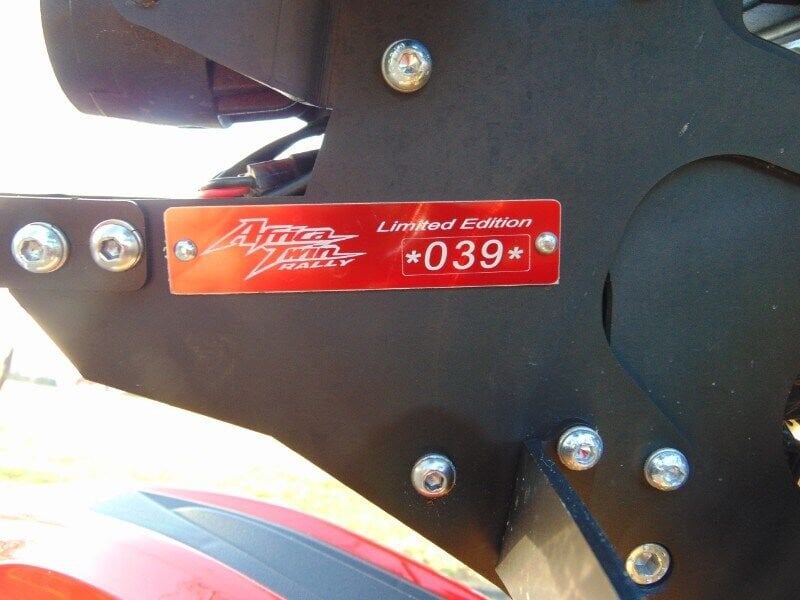 Africa
Twin
RALLY
Limited Edition
*039*